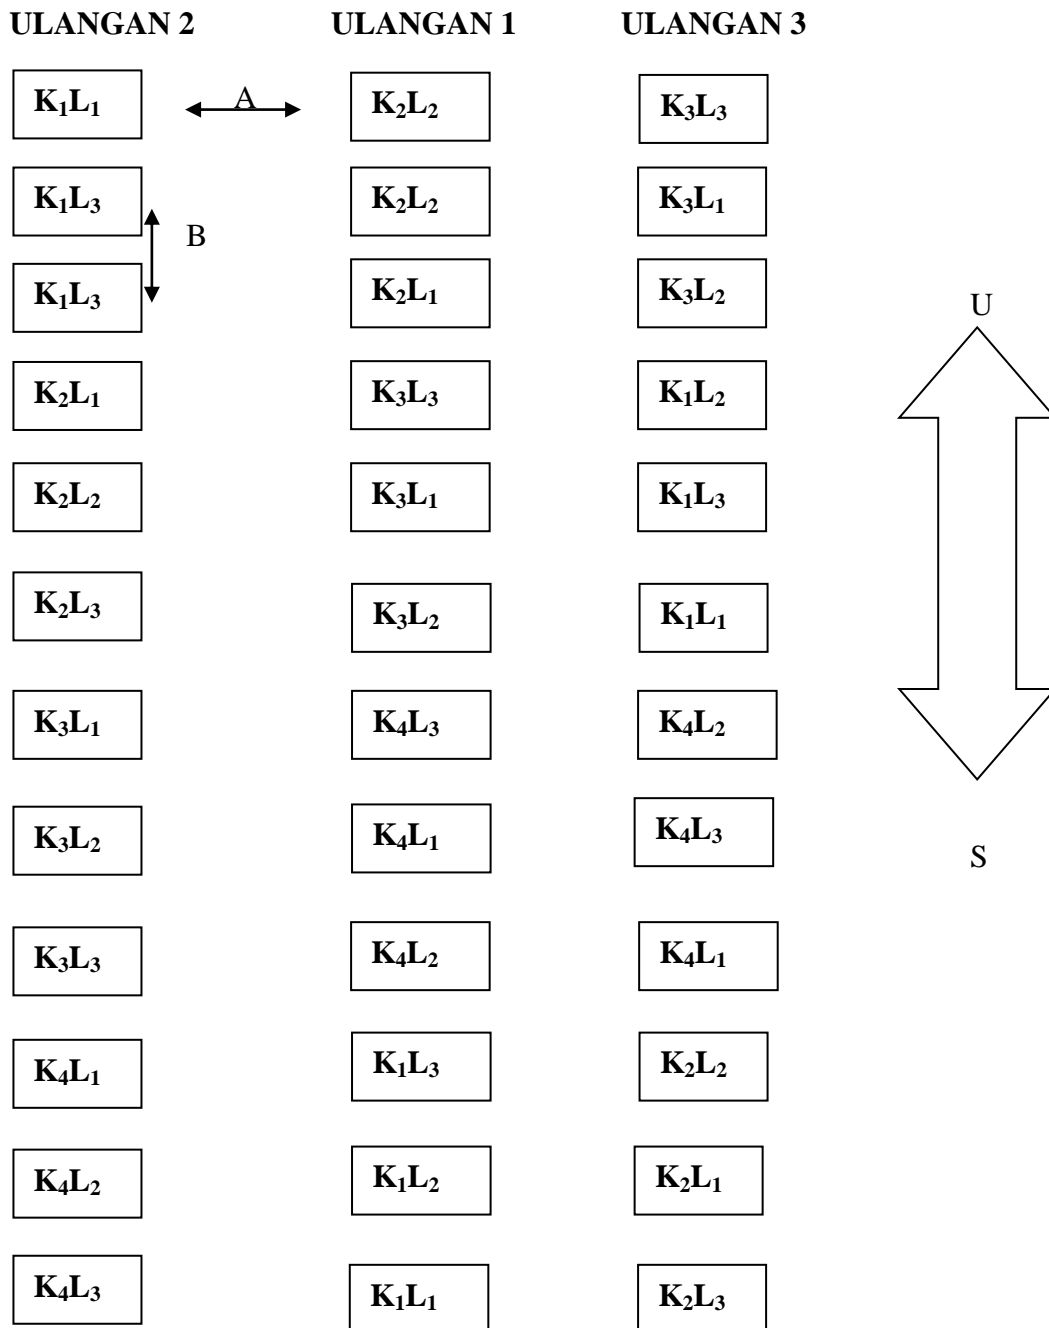 ULANGAN 2 ULANGAN 1 ULANGAN 3
K₁L₁ A K₂L₂ K₃L₃
K₁L₃ K₂L₂ K₃L₁
B
K₁L₃ K₂L₁ K₃L₂
U
K₂L₁ K₃L₃ K₁L₂
K₂L₂ K₃L₁ K₁L₃
K₂L₃ K₃L₂ K₁L₁
K₃L₁ K₄L₃ K₄L₂
K₃L₂ K₄L₁ K₄L₃
S
K₃L₃ K₄L₂ K₄L₁
K₄L₁ K₁L₃ K₂L₂
K₄L₂ K₁L₂ K₂L₁
K₄L₃ K₁L₁ K₂L₃